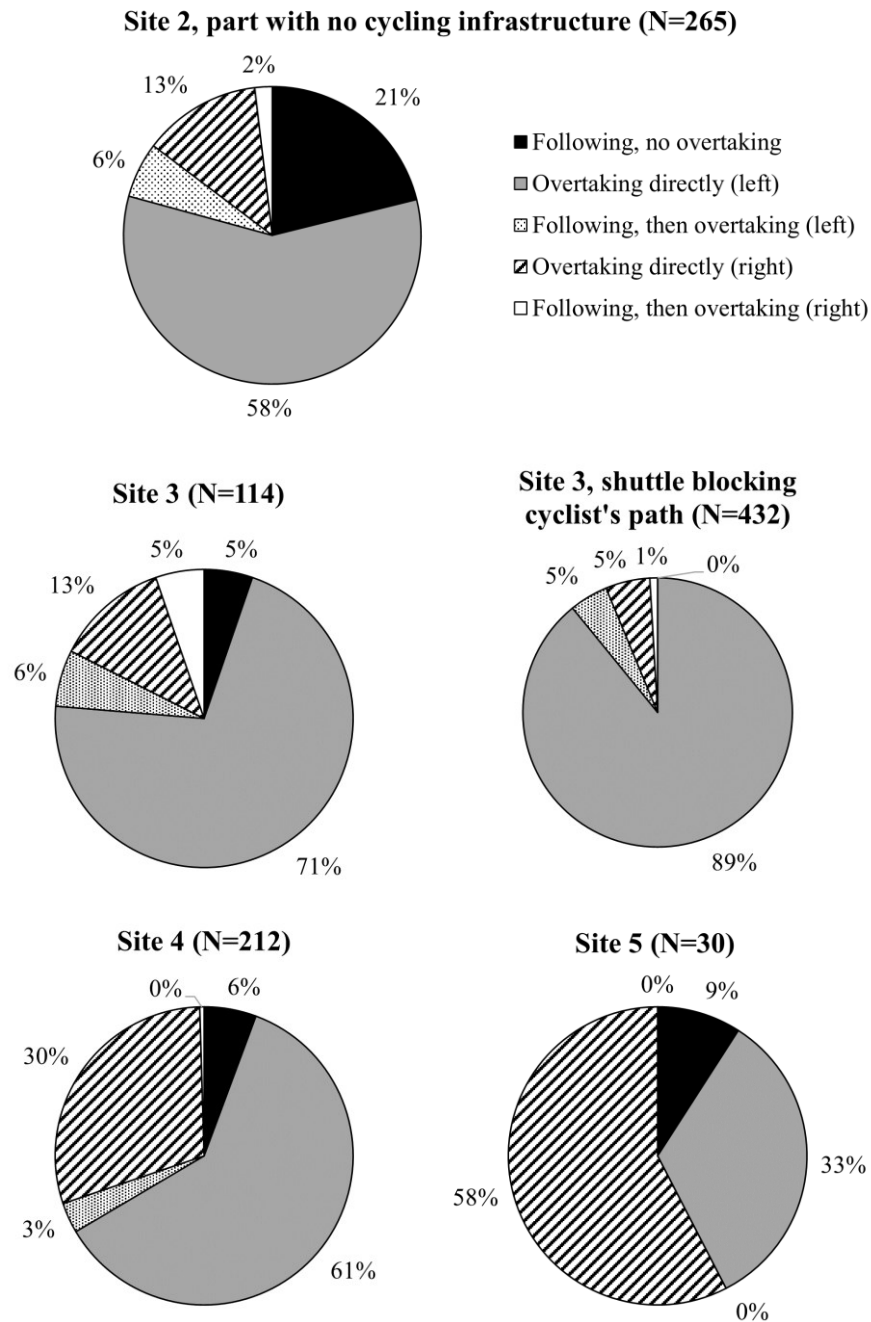 Site 2, part with no cycling infrastructure (N=265)
2%
13%
21%
6%
58%
Following, no overtaking
Overtaking directly (left)
Following, then overtaking (left)
Overtaking directly (right)
Following, then overtaking (right)
Site 3 (N=114)
5%
5%
13%
6%
71%
Site 3, shuttle blocking
cyclist's path (N=432)
5%
5%
1%
0%
89%
Site 4 (N=212)
0%
6%
30%
3%
61%
Site 5 (N=30)
0%
9%
33%
58%
0%